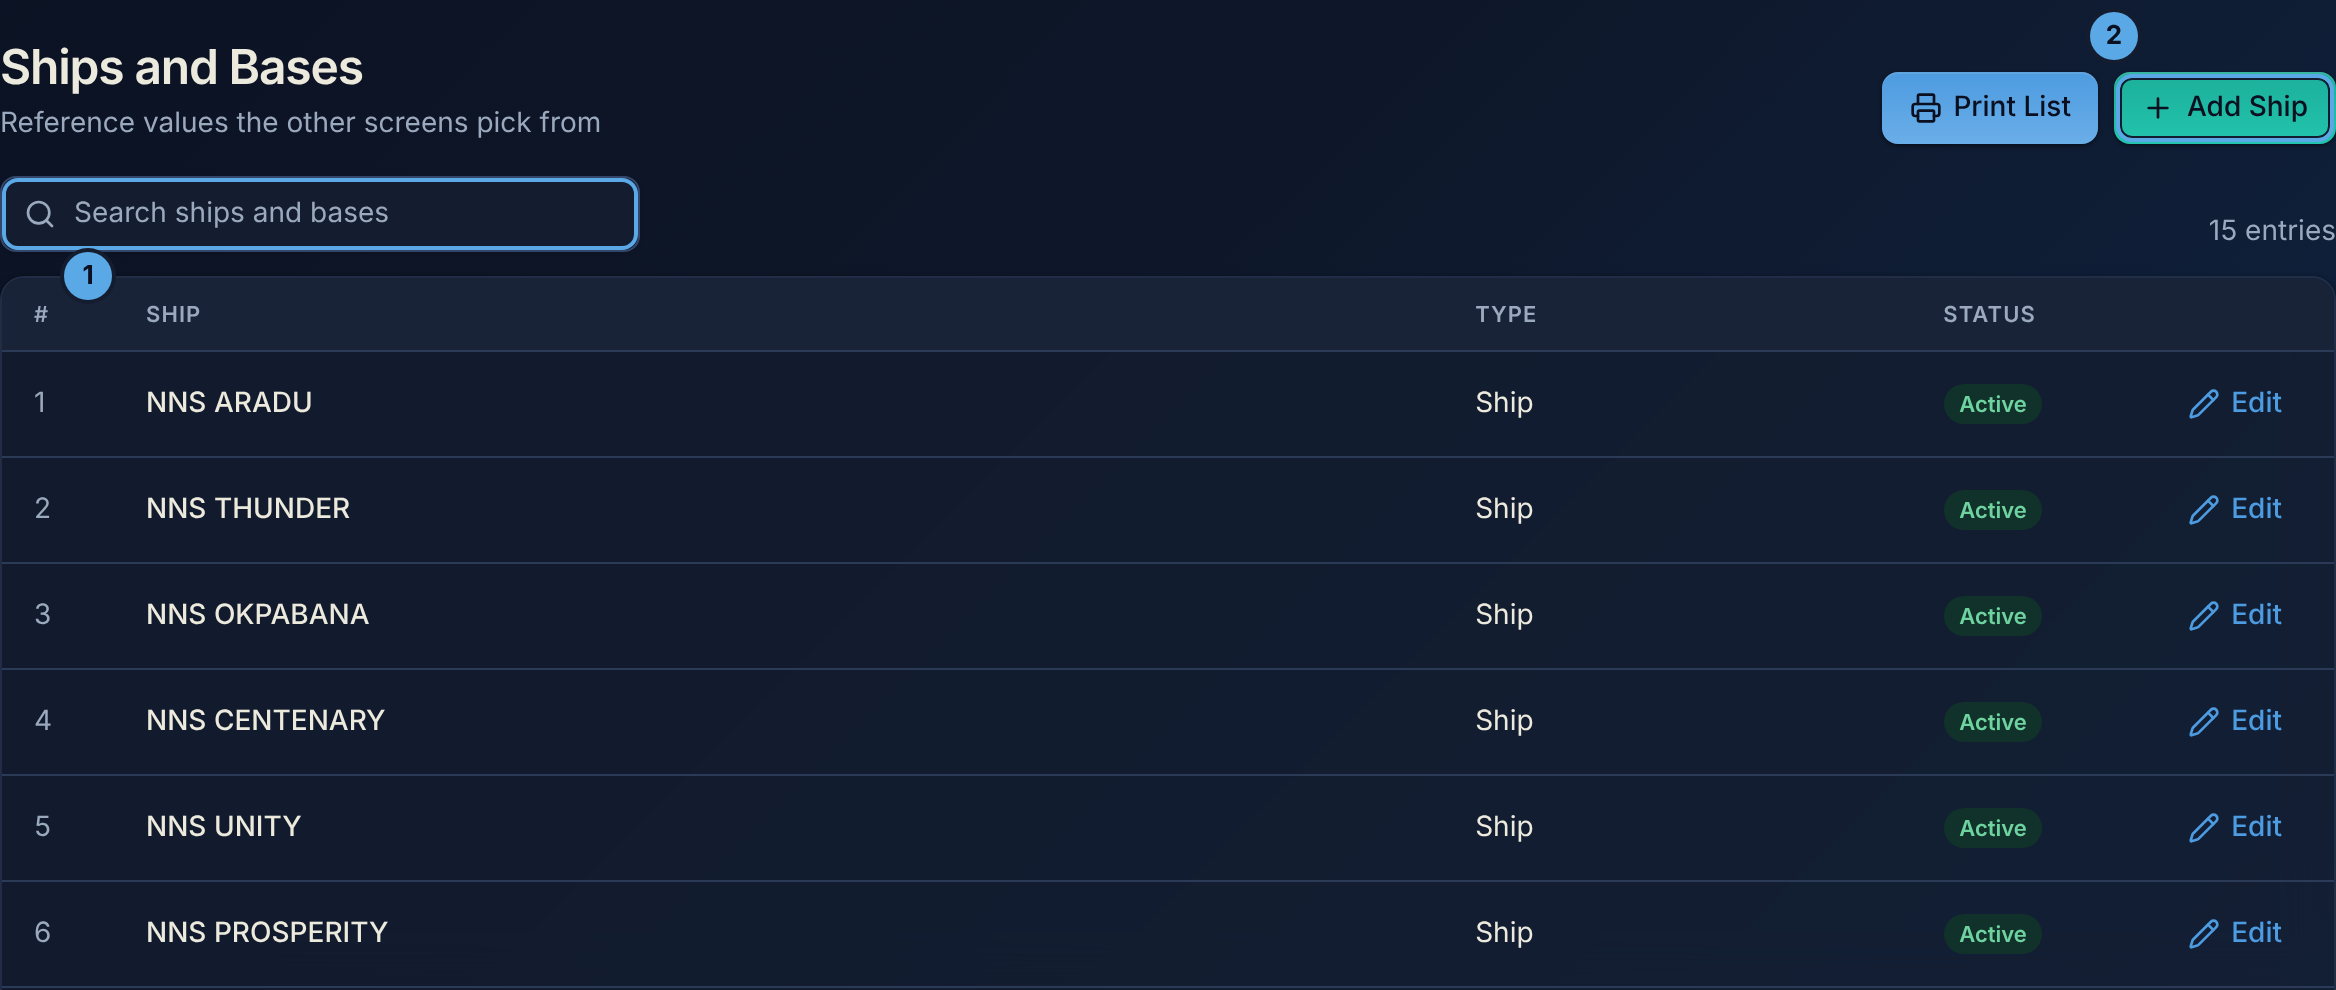 Ships and Bases
Reference values the other screens pick from
2
Print List
Add Ship
Search ships and bases
15 entries
1
# SHIP TYPE STATUS
1 NNS ARADU Ship Active Edit
2 NNS THUNDER Ship Active Edit
3 NNS OKPABANA Ship Active Edit
4 NNS CENTENARY Ship Active Edit
5 NNS UNITY Ship Active Edit
6 NNS PROSPERITY Ship Active Edit